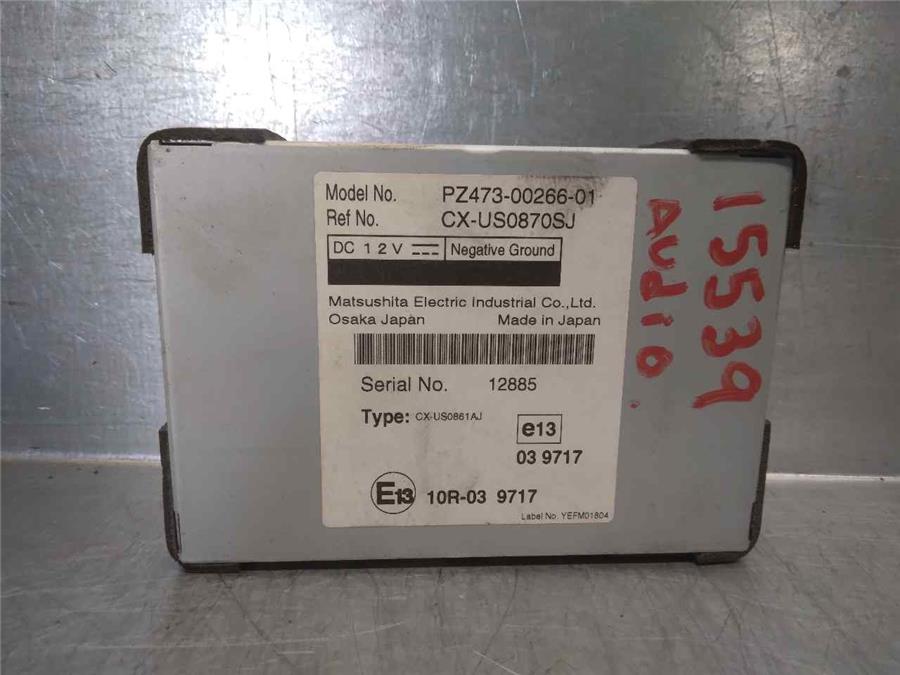 Model No. PZ473-00266-01
Ref No. CX-US0870SJ
DC 12V Negative Ground
Matsushita Electric Industrial Co.,Ltd.
Osaka Japan Made in Japan
Serial No. 12885
Type: CX-US0861AJ
e13
03 9717
E13 10R-03 9717
Label No. YEFM01804
15539
AUdio